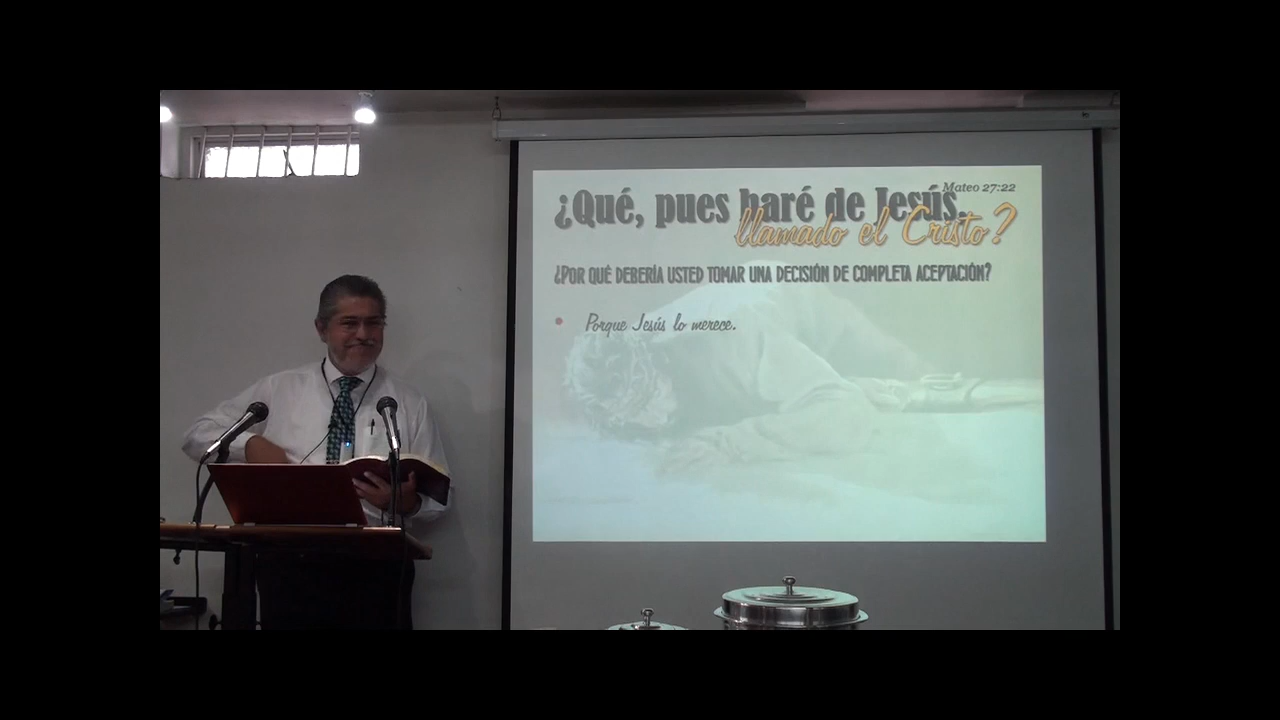 Mateo 27:22
¿Qué, pues haré de Jesús,
llamado el Cristo?
¿POR QUÉ DEBERÍA USTED TOMAR UNA DECISIÓN DE COMPLETA ACEPTACIÓN?
• Porque Jesús lo merece.